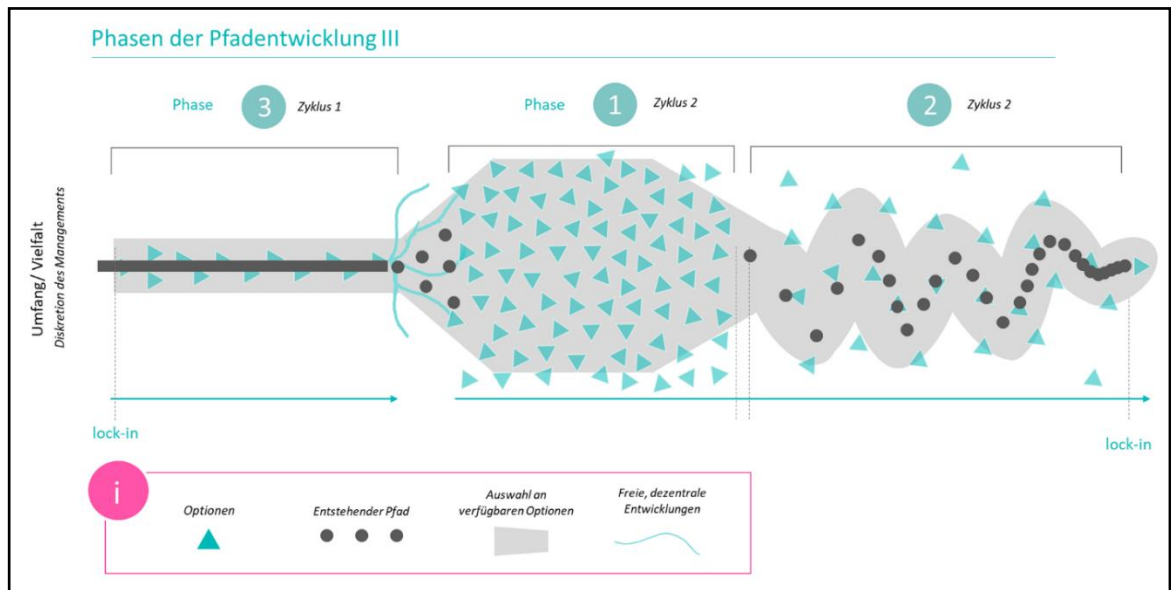 Phasen der Pfadentwicklung III
Phase 3 Zyklus 1
Phase 1 Zyklus 2
2 Zyklus 2
Umfang/ Vielfalt
Diskretion des Managements
lock-in
lock-in
i
Optionen
Entstehender Pfad
Auswahl an
verfügbaren Optionen
Freie, dezentrale
Entwicklungen